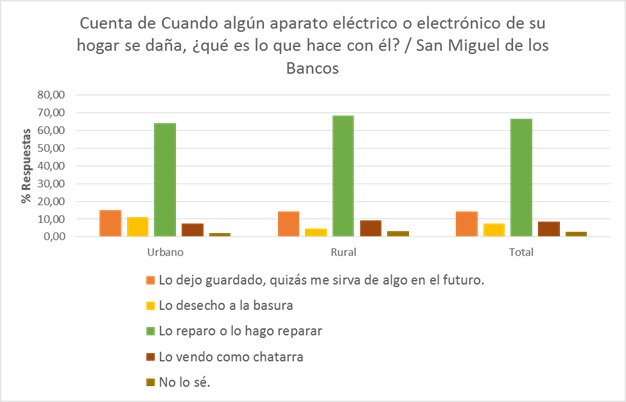 Cuenta de Cuando algún aparato eléctrico o electrónico de su
hogar se daña, ¿qué es lo que hace con él? / San Miguel de los
Bancos
% Respuestas
80,00
70,00
60,00
50,00
40,00
30,00
20,00
10,00
0,00
Urbano
Rural
Total
Lo dejo guardado, quizás me sirva de algo en el futuro.
Lo desecho a la basura
Lo reparo o lo hago reparar
Lo vendo como chatarra
No lo sé.